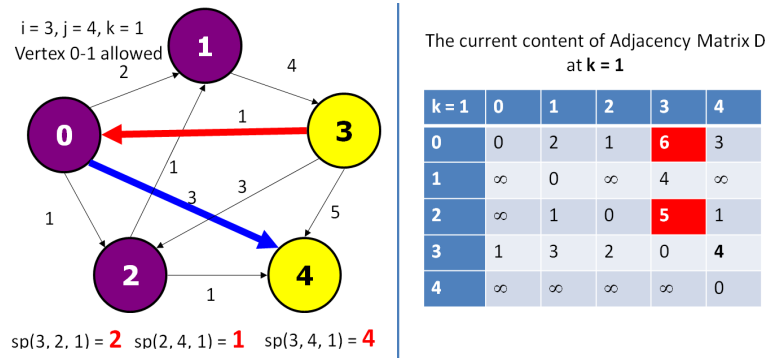 i = 3, j = 4, k = 1
Vertex 0-1 allowed
1
2
4
0
1
3
1
3
3
1
5
2
4
1
sp(3, 2, 1) = 2 sp(2, 4, 1) = 1 sp(3, 4, 1) = 4
The current content of Adjacency Matrix D
at k = 1
k = 1 0 1 2 3 4
0 0 2 1 6 3
1 ∞ 0 ∞ 4 ∞
2 ∞ 1 0 5 1
3 1 3 2 0 4
4 ∞ ∞ ∞ ∞ 0